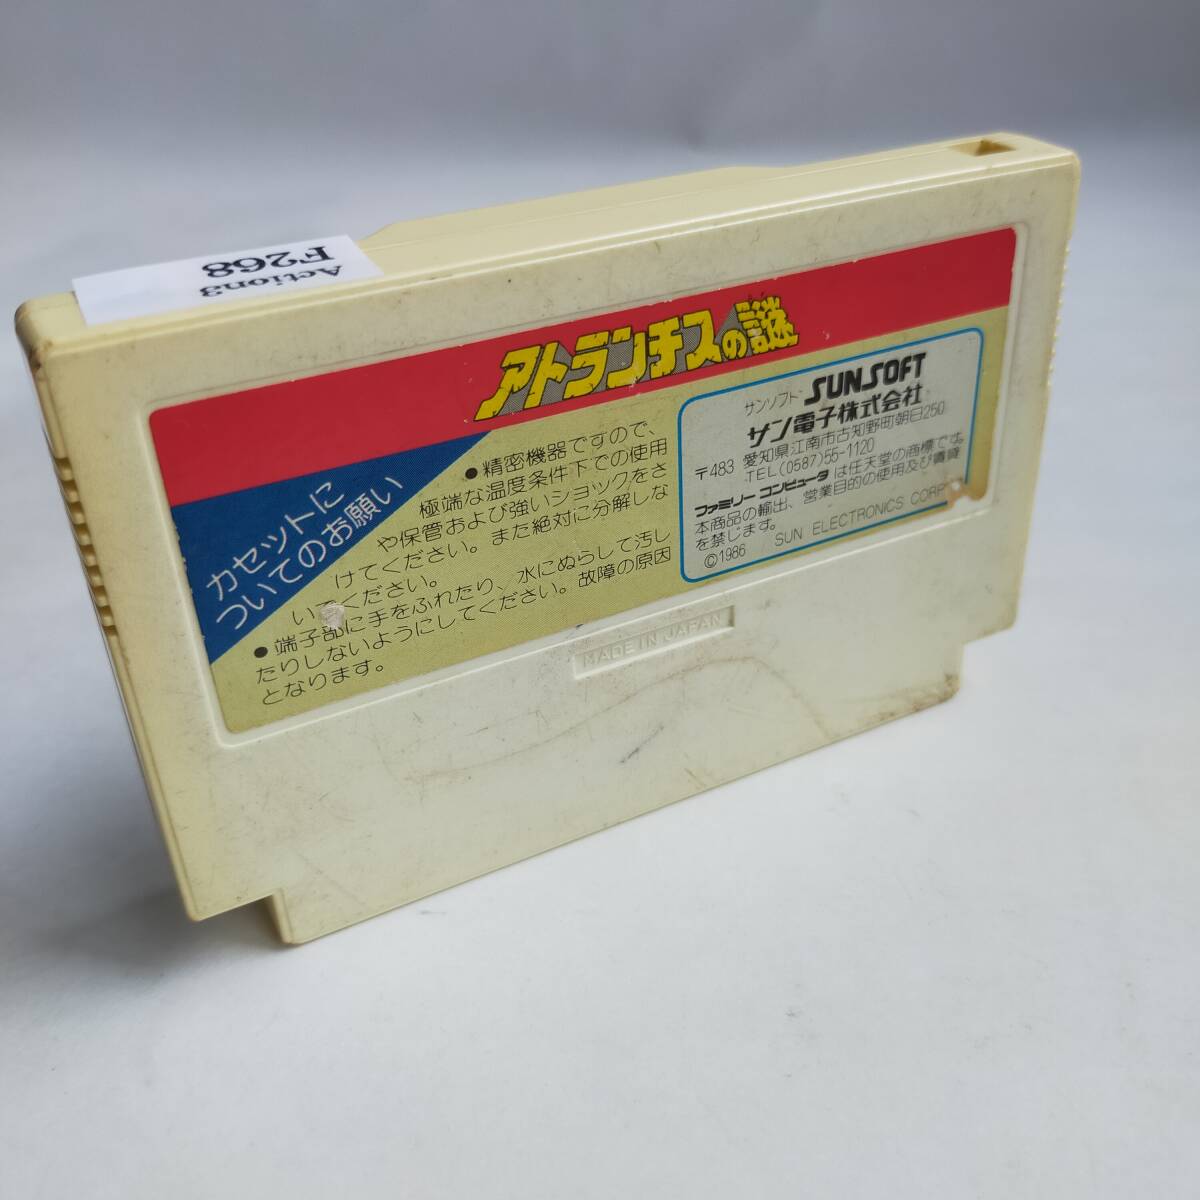 Action3
F268
アトランチスの謎
カセットに
ついてのお願い
●精密機器ですので、
極端な温度条件下での使用
や保管および強いショックをさ
けてください。また絶対に分解しな
いでください。
●端子部に手をふれたり、水にぬらして汚し
たりしないようにしてください。故障の原因
となります。
サンソフト SUNSOFT
サン電子株式会社
〒483 愛知県江南市古知野町朝日250
TEL(0587)55-1120
ファミリー コンピュータは任天堂の商標です。
本商品の輸出、営業目的の使用及び賃貸
を禁じます。
©1986 SUN ELECTRONICS CORP
MADE IN JAPAN